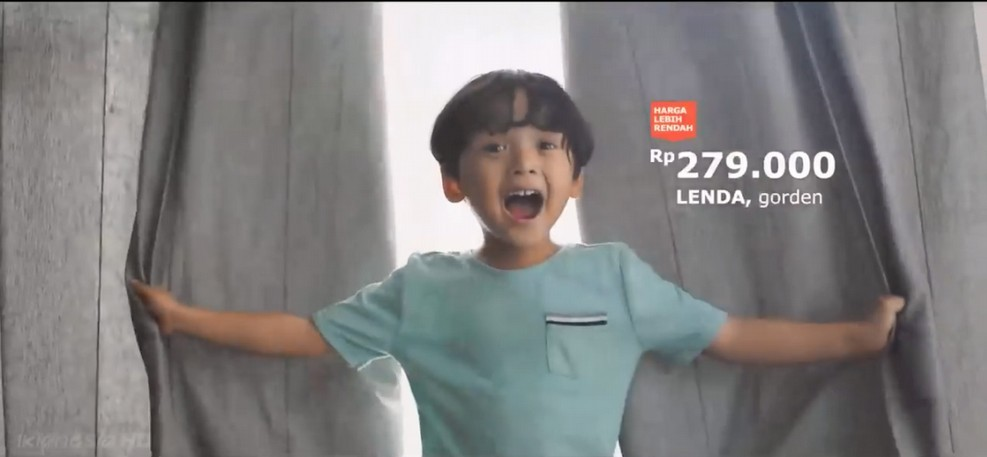 HARGA
LEBIH
RENDAH
Rp279.000
LENDA, gorden